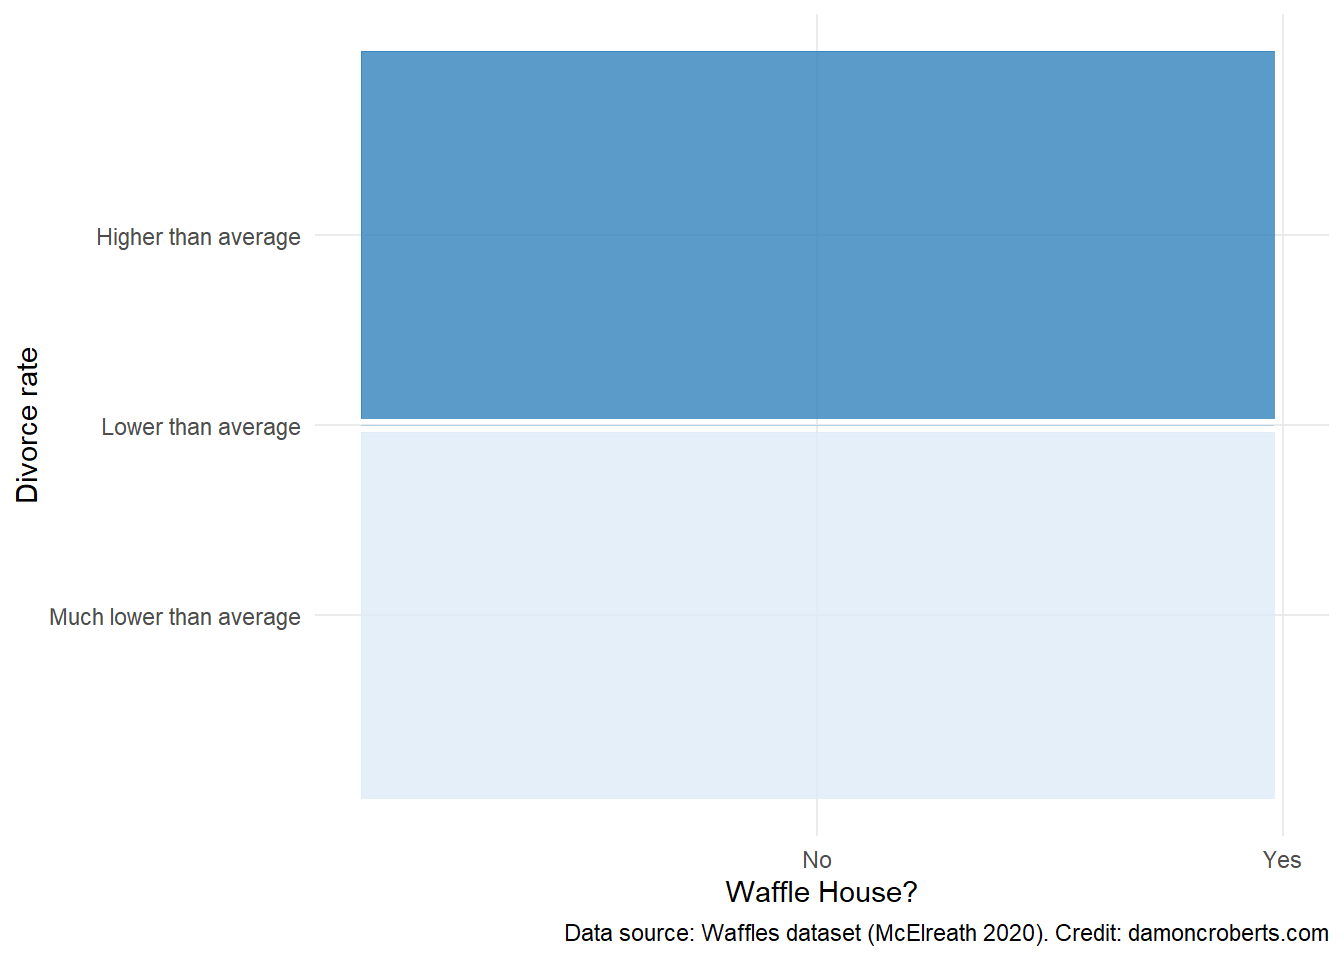 Higher than average
Lower than average
Much lower than average
Divorce rate
No
Yes
Waffle House?
Data source: Waffles dataset (McElreath 2020). Credit: damoncroberts.com